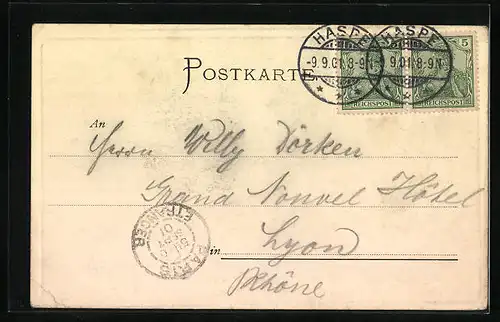 HASPE HASPE
-9.9.01.8-9N. 9.01.8-9N.
5
REICHSPOST REICHSPOST
POSTKARTE
An
Herrn Willy Dörken
Grand Nouvel Hôtel
in Lyon
Rhône
PARIS
ETRANGER